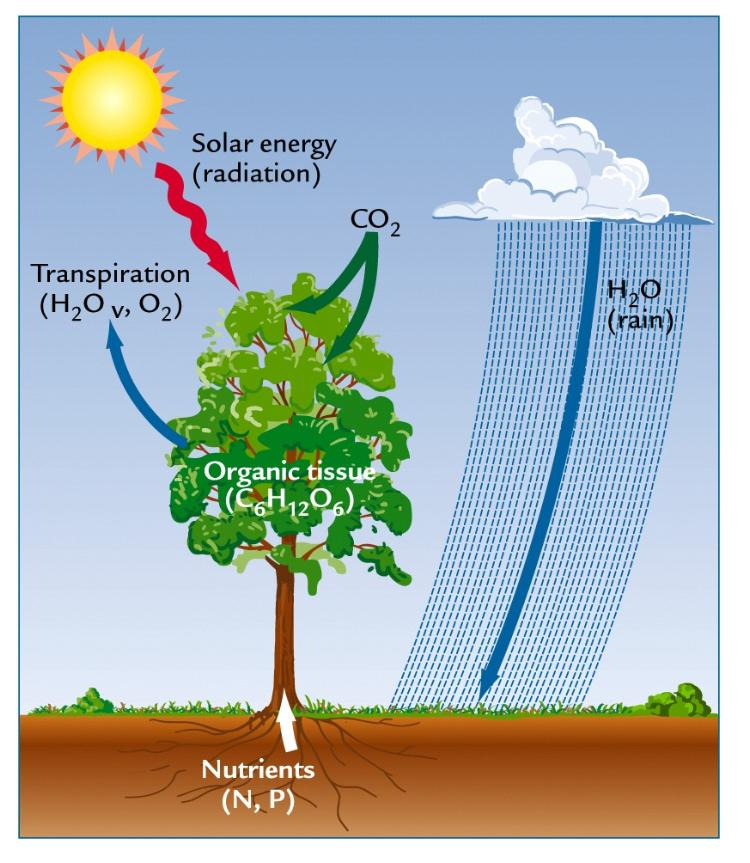 Solar energy
(radiation)
CO₂
Transpiration
(H₂O v, O₂)
H₂O
(rain)
Organic tissue
(C₆H₁₂O₆)
Nutrients
(N, P)